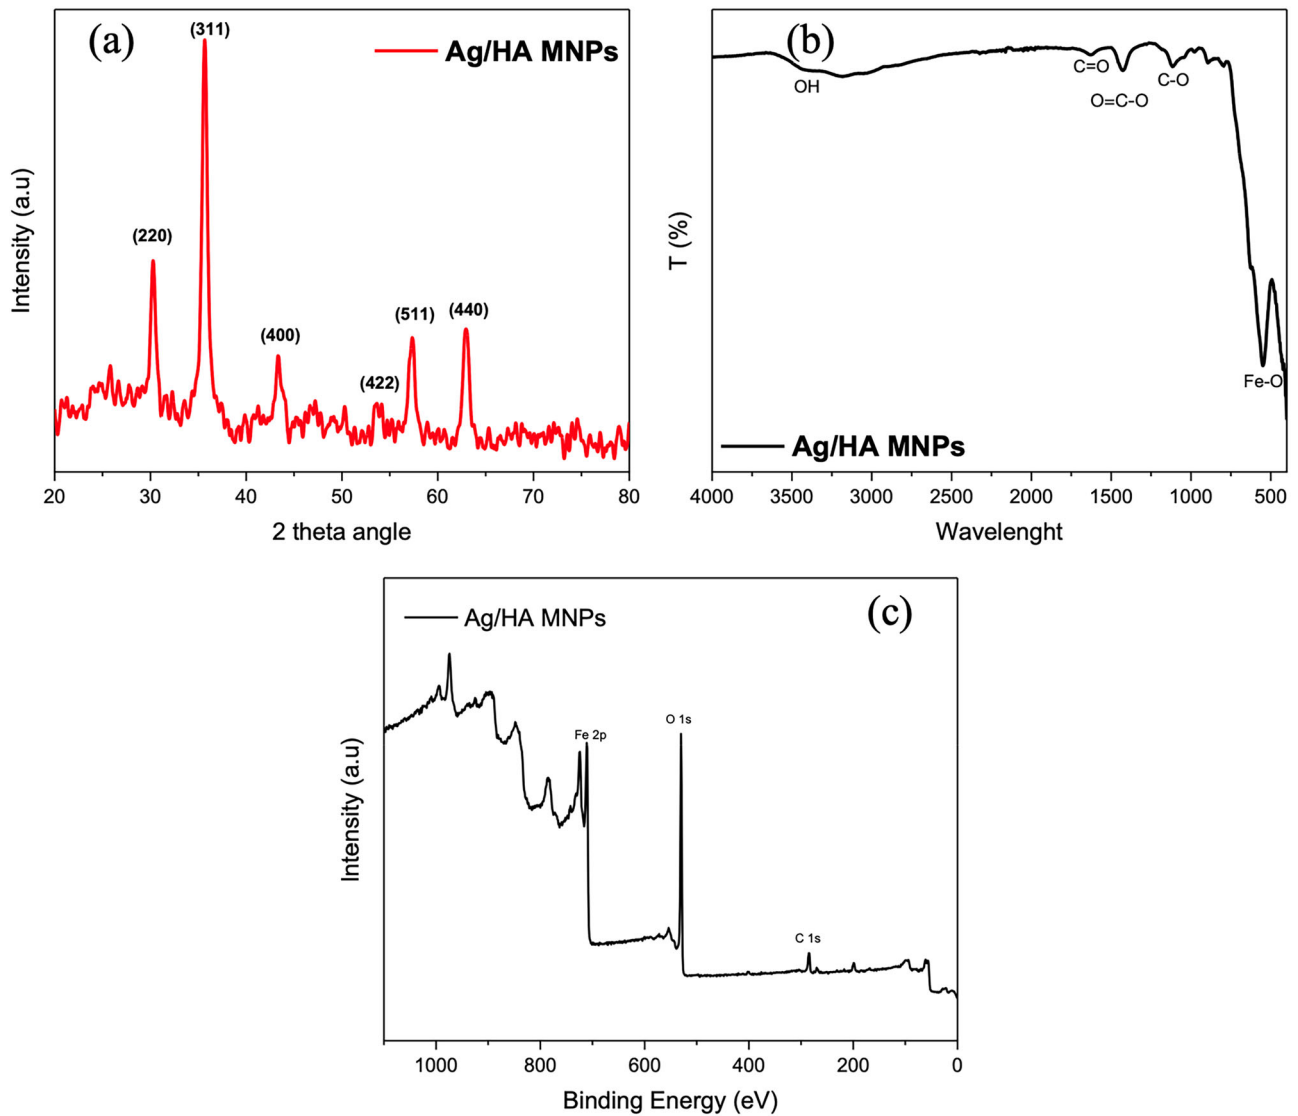 (a)
(311)
Ag/HA MNPs
(220)
(400)
(422)
(511)
(440)
Intensity (a.u)
20 30 40 50 60 70 80
2 theta angle
(b)
OH
C=O
O=C-O
C-O
Fe-O
T (%)
Ag/HA MNPs
4000 3500 3000 2500 2000 1500 1000 500
Wavelenght
Ag/HA MNPs
(c)
Fe 2p
O 1s
C 1s
Intensity (a.u)
1000 800 600 400 200 0
Binding Energy (eV)